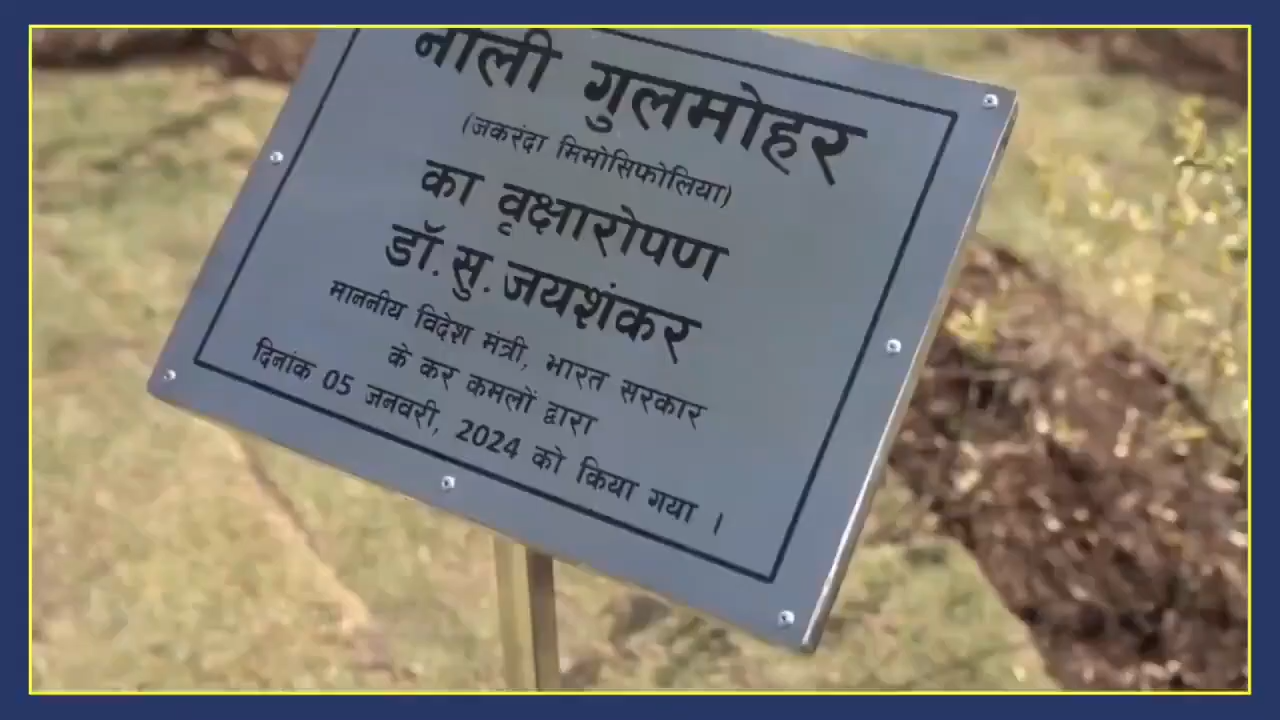 नीली गुलमोहर
(जकरंदा मिमोसिफोलिया)
का वृक्षारोपण
डॉ. सु. जयशंकर
माननीय विदेश मंत्री, भारत सरकार
के कर कमलों द्वारा
दिनांक 05 जनवरी, 2024 को किया गया ।